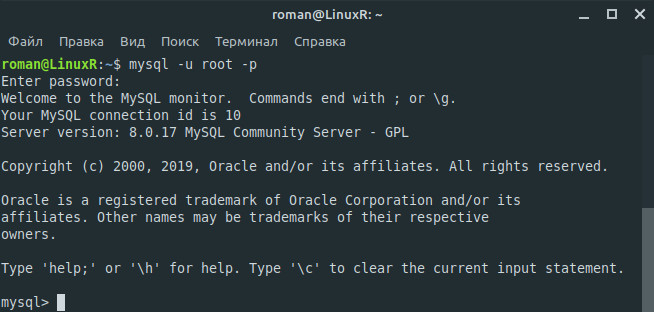 roman@LinuxR: ~
Файл Правка Вид Поиск Терминал Справка
roman@LinuxR:~$ mysql -u root -p
Enter password:
Welcome to the MySQL monitor.  Commands end with ; or \g.
Your MySQL connection id is 10
Server version: 8.0.17 MySQL Community Server - GPL
Copyright (c) 2000, 2019, Oracle and/or its affiliates. All rights reserved.
Oracle is a registered trademark of Oracle Corporation and/or its
affiliates. Other names may be trademarks of their respective
owners.
Type 'help;' or '\h' for help. Type '\c' to clear the current input statement.
mysql>